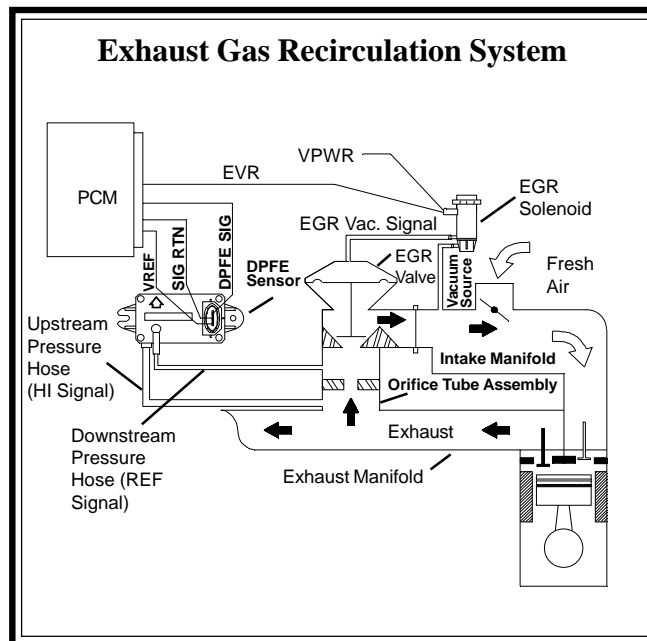 Exhaust Gas Recirculation System
VPWR
EVR
PCM
EGR
Solenoid
EGR Vac. Signal
EGR
Valve
Fresh
Air
VREF
SIG RTN
DPFE SIG
DPFE
Sensor
Vacuum
Source
Upstream
Pressure
Hose
(HI Signal)
Intake Manifold
Orifice Tube Assembly
Downstream
Pressure
Hose (REF
Signal)
Exhaust
Exhaust Manifold